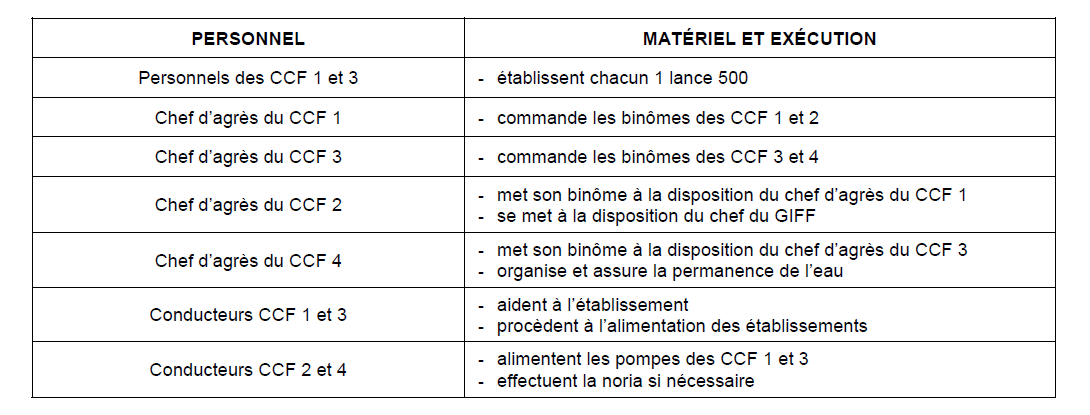 PERSONNEL
MATÉRIEL ET EXÉCUTION
Personnels des CCF 1 et 3
- établissent chacun 1 lance 500
Chef d’agrès du CCF 1
- commande les binômes des CCF 1 et 2
Chef d’agrès du CCF 3
- commande les binômes des CCF 3 et 4
Chef d’agrès du CCF 2
- met son binôme à la disposition du chef d’agrès du CCF 1
- se met à la disposition du chef du GIFF
Chef d’agrès du CCF 4
- met son binôme à la disposition du chef d’agrès du CCF 3
- organise et assure la permanence de l’eau
Conducteurs CCF 1 et 3
- aident à l’établissement
- procèdent à l’alimentation des établissements
Conducteurs CCF 2 et 4
- alimentent les pompes des CCF 1 et 3
- effectuent la noria si nécessaire